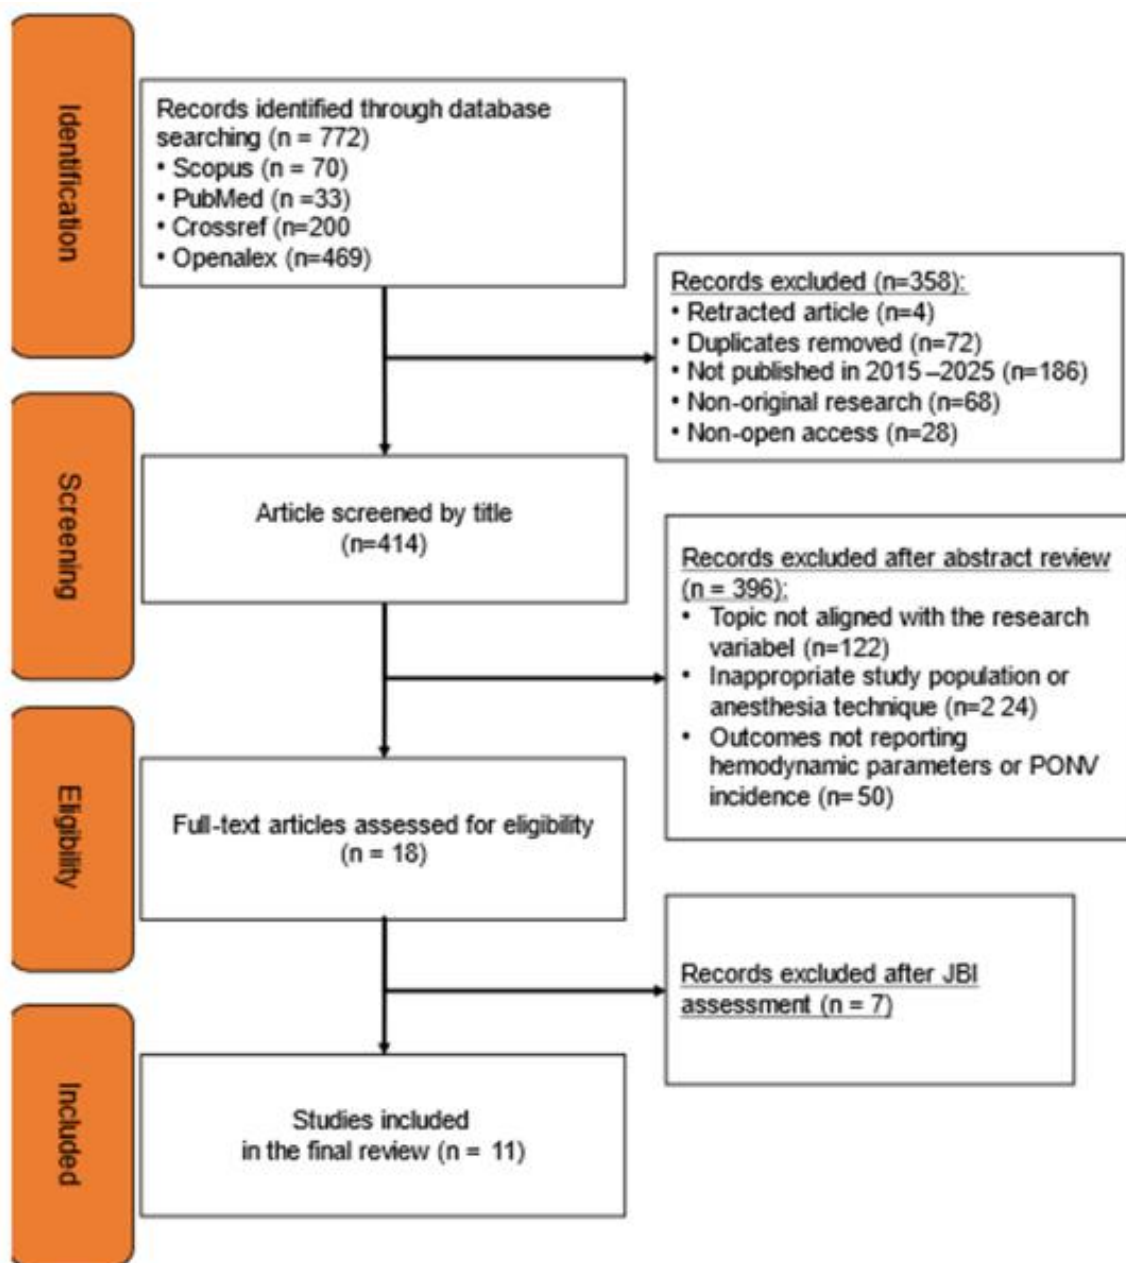 Identification
Records identified through database
searching (n = 772)
• Scopus (n = 70)
• PubMed (n =33)
• Crossref (n=200
• Openalex (n=469)
Records excluded (n=358):
• Retracted article (n=4)
• Duplicates removed (n=72)
• Not published in 2015–2025 (n=186)
• Non-original research (n=68)
• Non-open access (n=28)
Screening
Article screened by title
(n=414)
Records excluded after abstract review
(n = 396):
• Topic not aligned with the research
variabel (n=122)
• Inappropriate study population or
anesthesia technique (n=2 24)
• Outcomes not reporting
hemodynamic parameters or PONV
incidence (n= 50)
Eligibility
Full-text articles assessed for eligibility
(n = 18)
Records excluded after JBI
assessment (n = 7)
Included
Studies included
in the final review (n = 11)